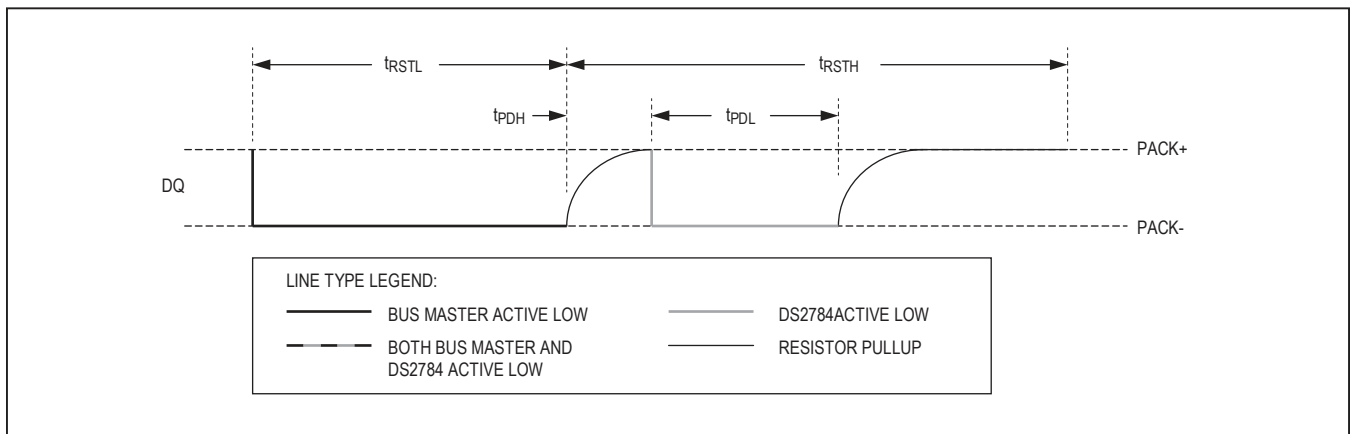 tRSTL
tRSTH
tPDH
tPDL
PACK+
DQ
PACK-
LINE TYPE LEGEND:
BUS MASTER ACTIVE LOW
DS2784ACTIVE LOW
BOTH BUS MASTER AND
DS2784 ACTIVE LOW
RESISTOR PULLUP